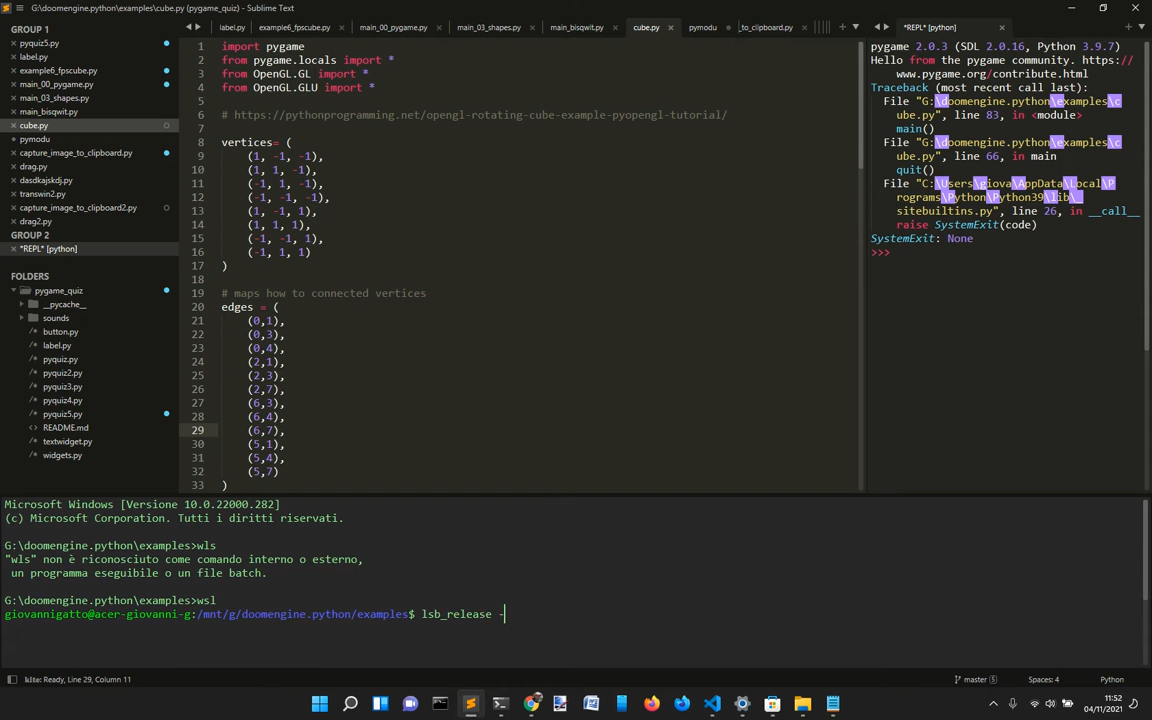 G:\doomengine.python\examples\cube.py (pygame_quiz) - Sublime Text
GROUP 1
pyquiz5.py
label.py
example6_fpscube.py
main_00_pygame.py
main_03_shapes.py
main_bisqwit.py
cube.py
pymodu
capture_image_to_clipboard.py
drag.py
dasdkajskdj.py
transwin2.py
capture_image_to_clipboard2.py
drag2.py
GROUP 2
*REPL* [python]
FOLDERS
pygame_quiz
__pycache__
sounds
/* button.py
/* label.py
/* pyquiz.py
/* pyquiz2.py
/* pyquiz3.py
/* pyquiz4.py
/* pyquiz5.py
<> README.md
/* textwidget.py
/* widgets.py
label.py example6_fpscube.py main_00_pygame.py main_03_shapes.py main_bisqwit.py cube.py pymodu _to_clipboard.py
1 import pygame
2 from pygame.locals import *
3 from OpenGL.GL import *
4 from OpenGL.GLU import *
5
6 # https://pythonprogramming.net/opengl-rotating-cube-example-pyopengl-tutorial/
7
8 vertices= (
9 (1, -1, -1),
10 (1, 1, -1),
11 (-1, 1, -1),
12 (-1, -1, -1),
13 (1, -1, 1),
14 (1, 1, 1),
15 (-1, -1, 1),
16 (-1, 1, 1)
17 )
18
19 # maps how to connected vertices
20 edges = (
21 (0,1),
22 (0,3),
23 (0,4),
24 (2,1),
25 (2,3),
26 (2,7),
27 (6,3),
28 (6,4),
29 (6,7),
30 (5,1),
31 (5,4),
32 (5,7)
33 )
*REPL* [python]
pygame 2.0.3 (SDL 2.0.16, Python 3.9.7)
Hello from the pygame community. https://
www.pygame.org/contribute.html
Traceback (most recent call last):
File "G:\doomengine.python\examples\c
ube.py", line 83, in <module>
main()
File "G:\doomengine.python\examples\c
ube.py", line 66, in main
quit()
File "C:\Users\giova\AppData\Local\P
rograms\Python\Python39\lib\_
sitebuiltins.py", line 26, in __call__
raise SystemExit(code)
SystemExit: None
>>>
Microsoft Windows [Versione 10.0.22000.282]
(c) Microsoft Corporation. Tutti i diritti riservati.
G:\doomengine.python\examples>wls
"wls" non è riconosciuto come comando interno o esterno,
un programma eseguibile o un file batch.
G:\doomengine.python\examples>wsl
giovannigatto@acer-giovanni-g:/mnt/g/doomengine.python/examples$ lsb_release -
kite: Ready, Line 29, Column 11
master 5
Spaces: 4
Python
11:52
04/11/2021